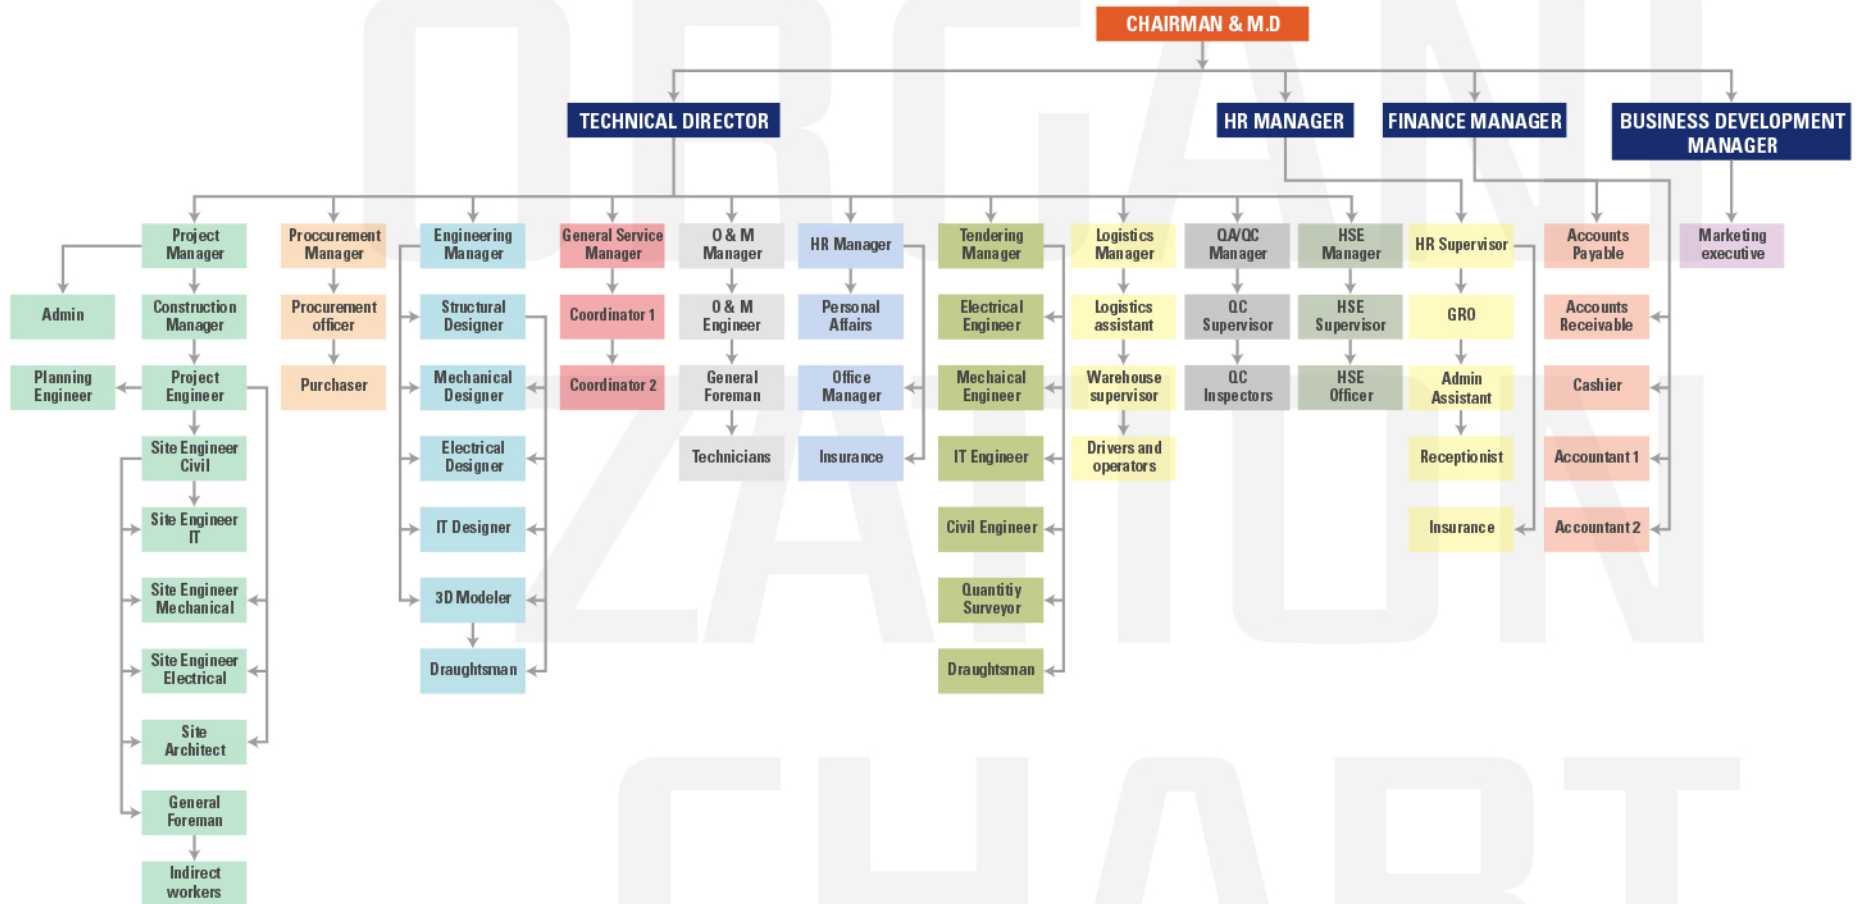 ORGANI
ZATION
CHART
CHAIRMAN & M.D
TECHNICAL DIRECTOR
HR MANAGER
FINANCE MANAGER
BUSINESS DEVELOPMENT
MANAGER
Project
Manager
Proccurement
Manager
Engineering
Manager
General Service
Manager
O & M
Manager
HR Manager
Tendering
Manager
Logistics
Manager
QA/QC
Manager
HSE
Manager
HR Supervisor
Accounts
Payable
Marketing
executive
Admin
Construction
Manager
Procurement
officer
Structural
Designer
Coordinator 1
O & M
Engineer
Personal
Affairs
Electrical
Engineer
Logistics
assistant
QC
Supervisor
HSE
Supervisor
GRO
Accounts
Receivable
Planning
Engineer
Project
Engineer
Purchaser
Mechanical
Designer
Coordinator 2
General
Foreman
Office
Manager
Mechaical
Engineer
Warehouse
supervisor
QC
Inspectors
HSE
Officer
Admin
Assistant
Cashier
Site Engineer
Civil
Electrical
Designer
Technicians
Insurance
IT Engineer
Drivers and
operators
Receptionist
Accountant 1
Site Engineer
IT
IT Designer
Civil Engineer
Insurance
Accountant 2
Site Engineer
Mechanical
3D Modeler
Quantitiy
Surveyor
Site Engineer
Electrical
Draughtsman
Draughtsman
Site
Architect
General
Foreman
Indirect
workers